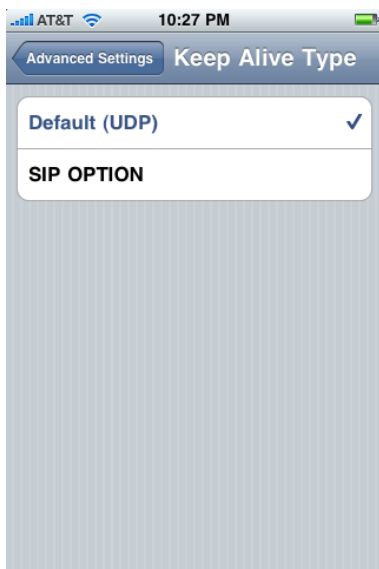 AT&T 10:27 PM
Advanced Settings Keep Alive Type
Default (UDP)
SIP OPTION